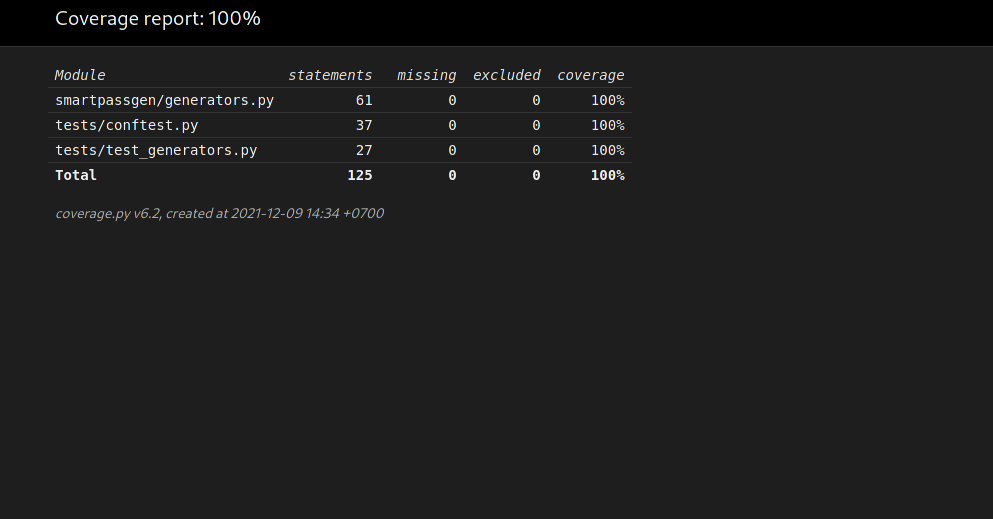 Coverage report: 100%
Module statements missing excluded coverage
smartpassgen/generators.py 61 0 0 100%
tests/conftest.py 37 0 0 100%
tests/test_generators.py 27 0 0 100%
Total 125 0 0 100%
coverage.py v6.2, created at 2021-12-09 14:34 +0700